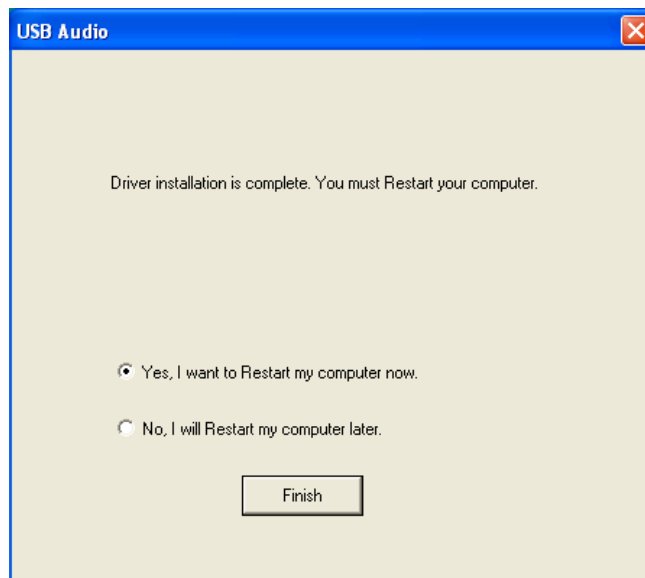 USB Audio
Driver installation is complete. You must Restart your computer.
Yes, I want to Restart my computer now.
No, I will Restart my computer later.
Finish